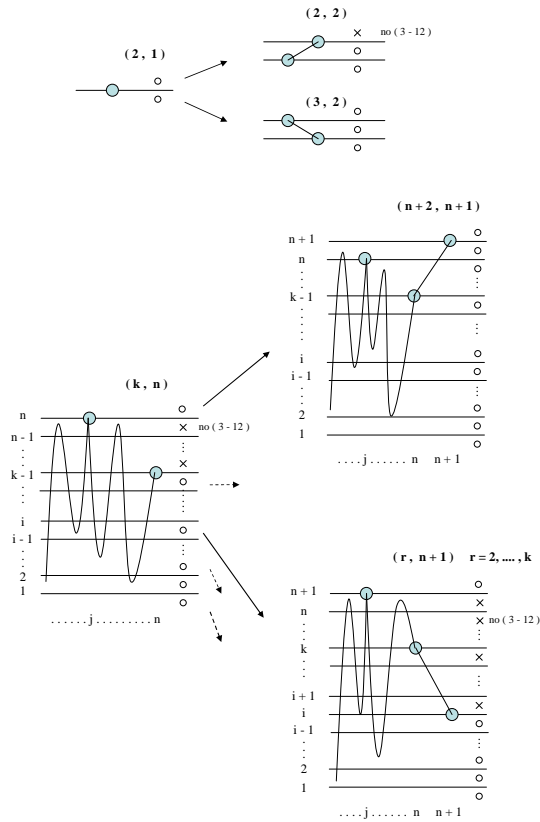 ( 2 , 2 )
no ( 3 - 12 )
( 2 , 1 )
( 3 , 2 )
( n + 2 , n + 1 )
n + 1
n
k - 1
i
i - 1
2
1
. . . . j . . . . . . n n + 1
( k , n )
n
no ( 3 - 12 )
n - 1
k - 1
i
i - 1
2
1
. . . . . . j . . . . . . . . . n
( r , n + 1 ) r = 2, .... , k
n + 1
n
no ( 3 - 12 )
k
i + 1
i
i - 1
2
1
. . . . j . . . . . . n n + 1